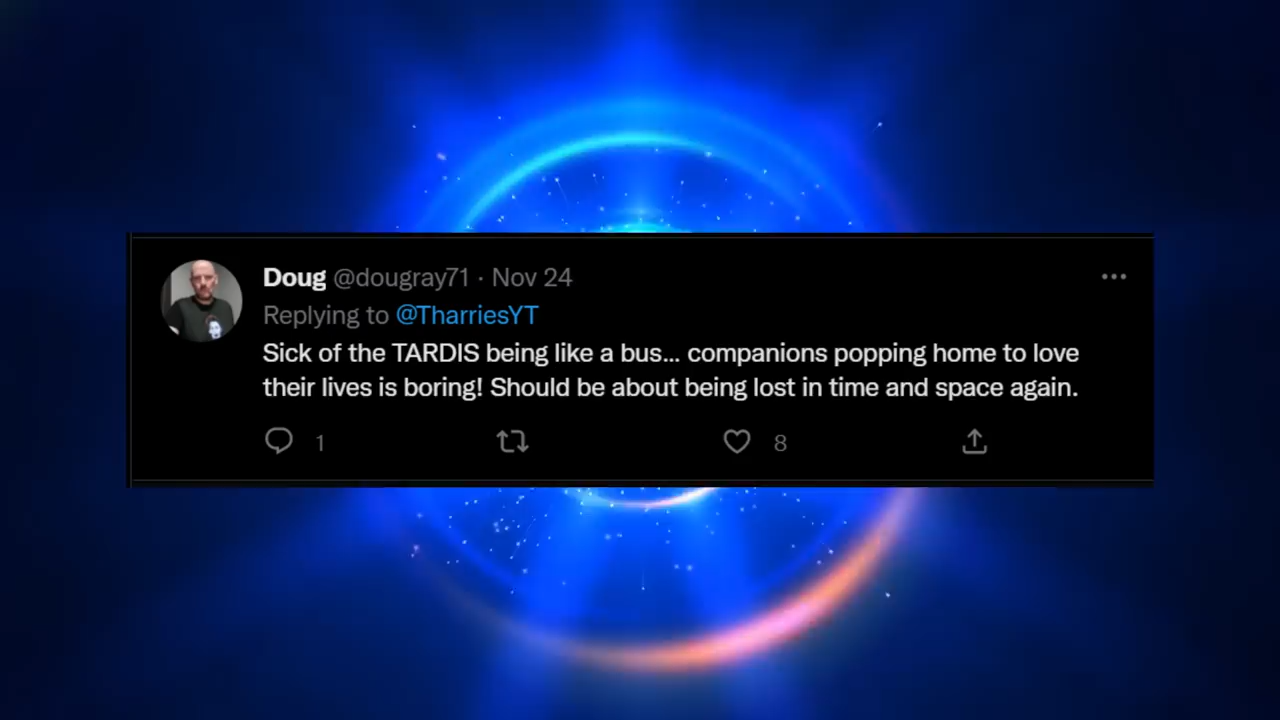 Doug @dougray71 · Nov 24
Replying to @TharriesYT
Sick of the TARDIS being like a bus... companions popping home to love
their lives is boring! Should be about being lost in time and space again.
1 8